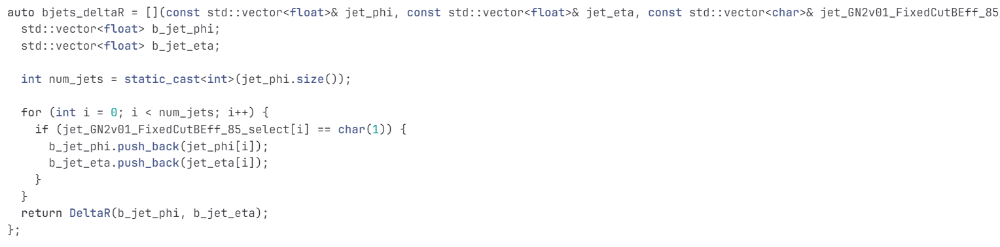 auto bjets_deltaR = [](const std::vector<float>& jet_phi, const std::vector<float>& jet_eta, const std::vector<char>& jet_GN2v01_FixedCutBEff_85
  std::vector<float> b_jet_phi;
  std::vector<float> b_jet_eta;

  int num_jets = static_cast<int>(jet_phi.size());

  for (int i = 0; i < num_jets; i++) {
    if (jet_GN2v01_FixedCutBEff_85_select[i] == char(1)) {
      b_jet_phi.push_back(jet_phi[i]);
      b_jet_eta.push_back(jet_eta[i]);
    }
  }
  return DeltaR(b_jet_phi, b_jet_eta);
};